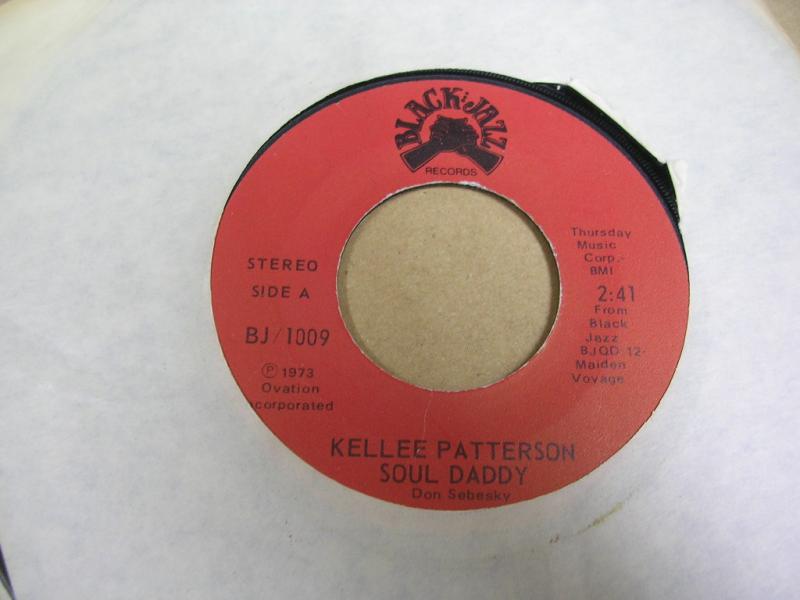 BLACK JAZZ
RECORDS
STEREO
SIDE A
BJ/1009
℗ 1973
Ovation
ncorporated
Thursday
Music
Corp.-
BMI
2:41
From
Black
Jazz
BJQD 12-
Maiden
Voyage
KELLEE PATTERSON
SOUL DADDY
Don Sebesky